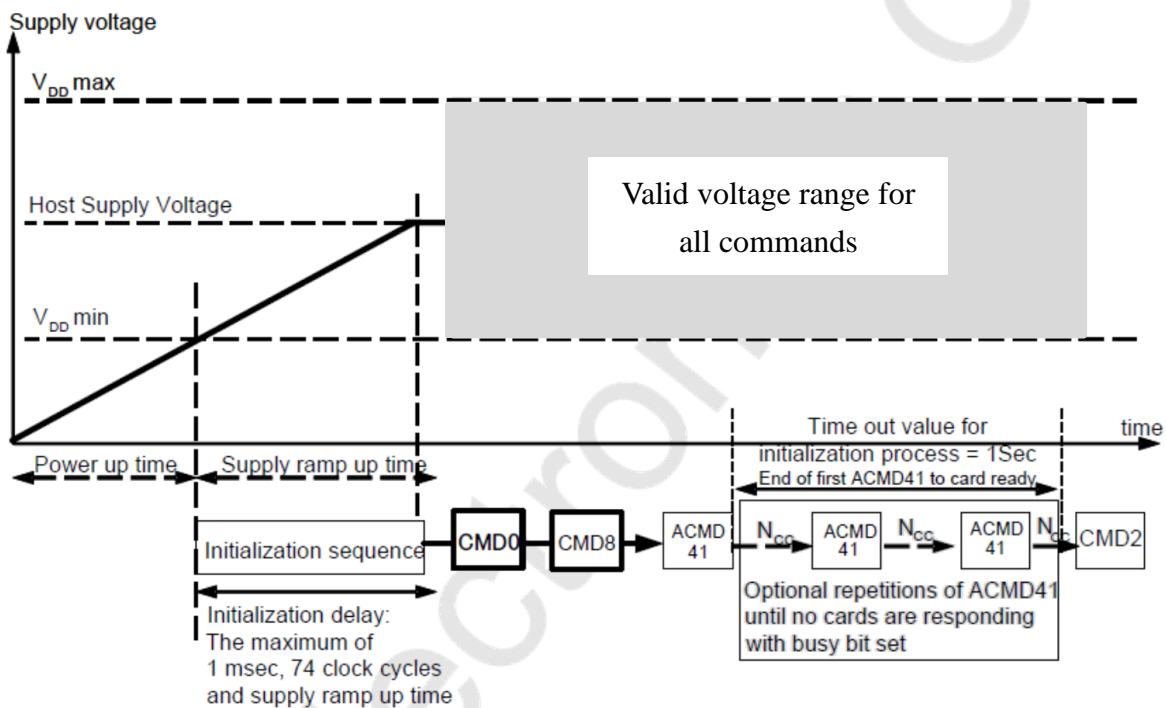 Supply voltage
V_DD max
Valid voltage range for
all commands
Host Supply Voltage
V_DD min
Time out value for
time
initialization process = 1Sec
End of first ACMD41 to card ready
Power up time
Supply ramp up time
Initialization sequence
CMD0
CMD8
ACMD
41
N_CC
ACMD
41
N_CC
ACMD
41
N_CC
CMD2
Optional repetitions of ACMD41
until no cards are responding
with busy bit set
Initialization delay:
The maximum of
1 msec, 74 clock cycles
and supply ramp up time